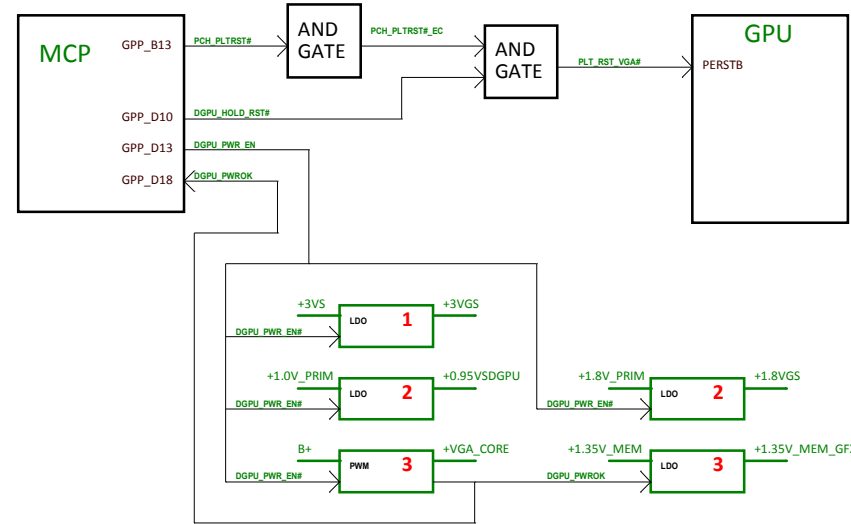 MCP
GPP_B13
PCH_PLTRST#
AND
GATE
PCH_PLTRST#_EC
AND
GATE
PLT_RST_VGA#
GPU
PERSTB
GPP_D10
DGPU_HOLD_RST#
GPP_D13
DGPU_PWR_EN
GPP_D18
DGPU_PWROK
+3VS
LDO
1
+3VGS
DGPU_PWR_EN#
+1.0V_PRIM
LDO
2
+0.95VSDGPU
DGPU_PWR_EN#
+1.8V_PRIM
LDO
2
+1.8VGS
DGPU_PWR_EN#
B+
PWM
3
+VGA_CORE
DGPU_PWR_EN#
+1.35V_MEM
LDO
3
+1.35V_MEM_GF
DGPU_PWROK